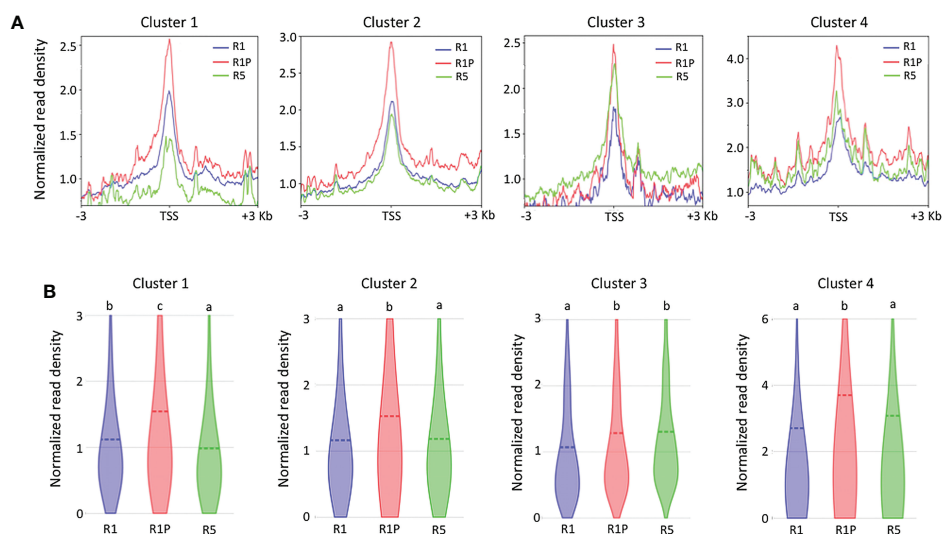 A
Cluster 1
Cluster 2
Cluster 3
Cluster 4
Normalized read density
2.5
2.0
1.5
1.0
R1
R1P
R5
-3
TSS
+3 Kb
3.0
2.5
2.0
1.5
1.0
R1
R1P
R5
-3
TSS
+3 Kb
2.5
2.0
1.5
1.0
R1
R1P
R5
-3
TSS
+3 Kb
4.0
3.0
2.0
1.0
R1
R1P
R5
-3
TSS
+3 Kb
B
Cluster 1
Cluster 2
Cluster 3
Cluster 4
Normalized read density
b c a
3
2
1
0
R1 R1P R5
Normalized read density
a b a
3
2
1
0
R1 R1P R5
Normalized read density
a b b
3
2
1
0
R1 R1P R5
Normalized read density
a b a
6
4
2
0
R1 R1P R5